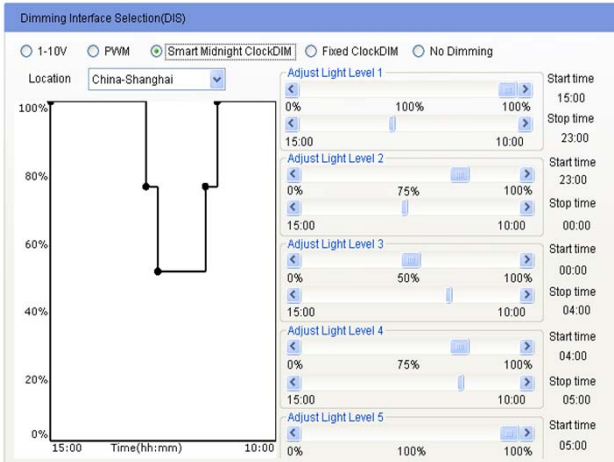 Dimming Interface Selection(DIS)
1-10V PWM Smart Midnight ClockDIM Fixed ClockDIM No Dimming
Location China-Shanghai
100%
80%
60%
40%
20%
0%
15:00 Time(hh:mm) 10:00
Adjust Light Level 1
0% 100% 100%
15:00 10:00
Start time
15:00
Stop time
23:00
Adjust Light Level 2
0% 75% 100%
15:00 10:00
Start time
23:00
Stop time
00:00
Adjust Light Level 3
0% 50% 100%
15:00 10:00
Start time
00:00
Stop time
04:00
Adjust Light Level 4
0% 75% 100%
15:00 10:00
Start time
04:00
Stop time
05:00
Adjust Light Level 5
0% 100% 100%
Start time
05:00